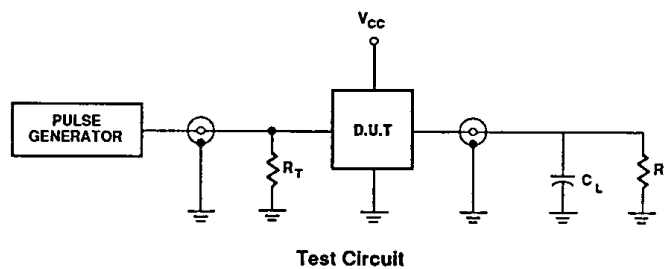 VCC
PULSE
GENERATOR
D.U.T
RT
CL
R
Test Circuit